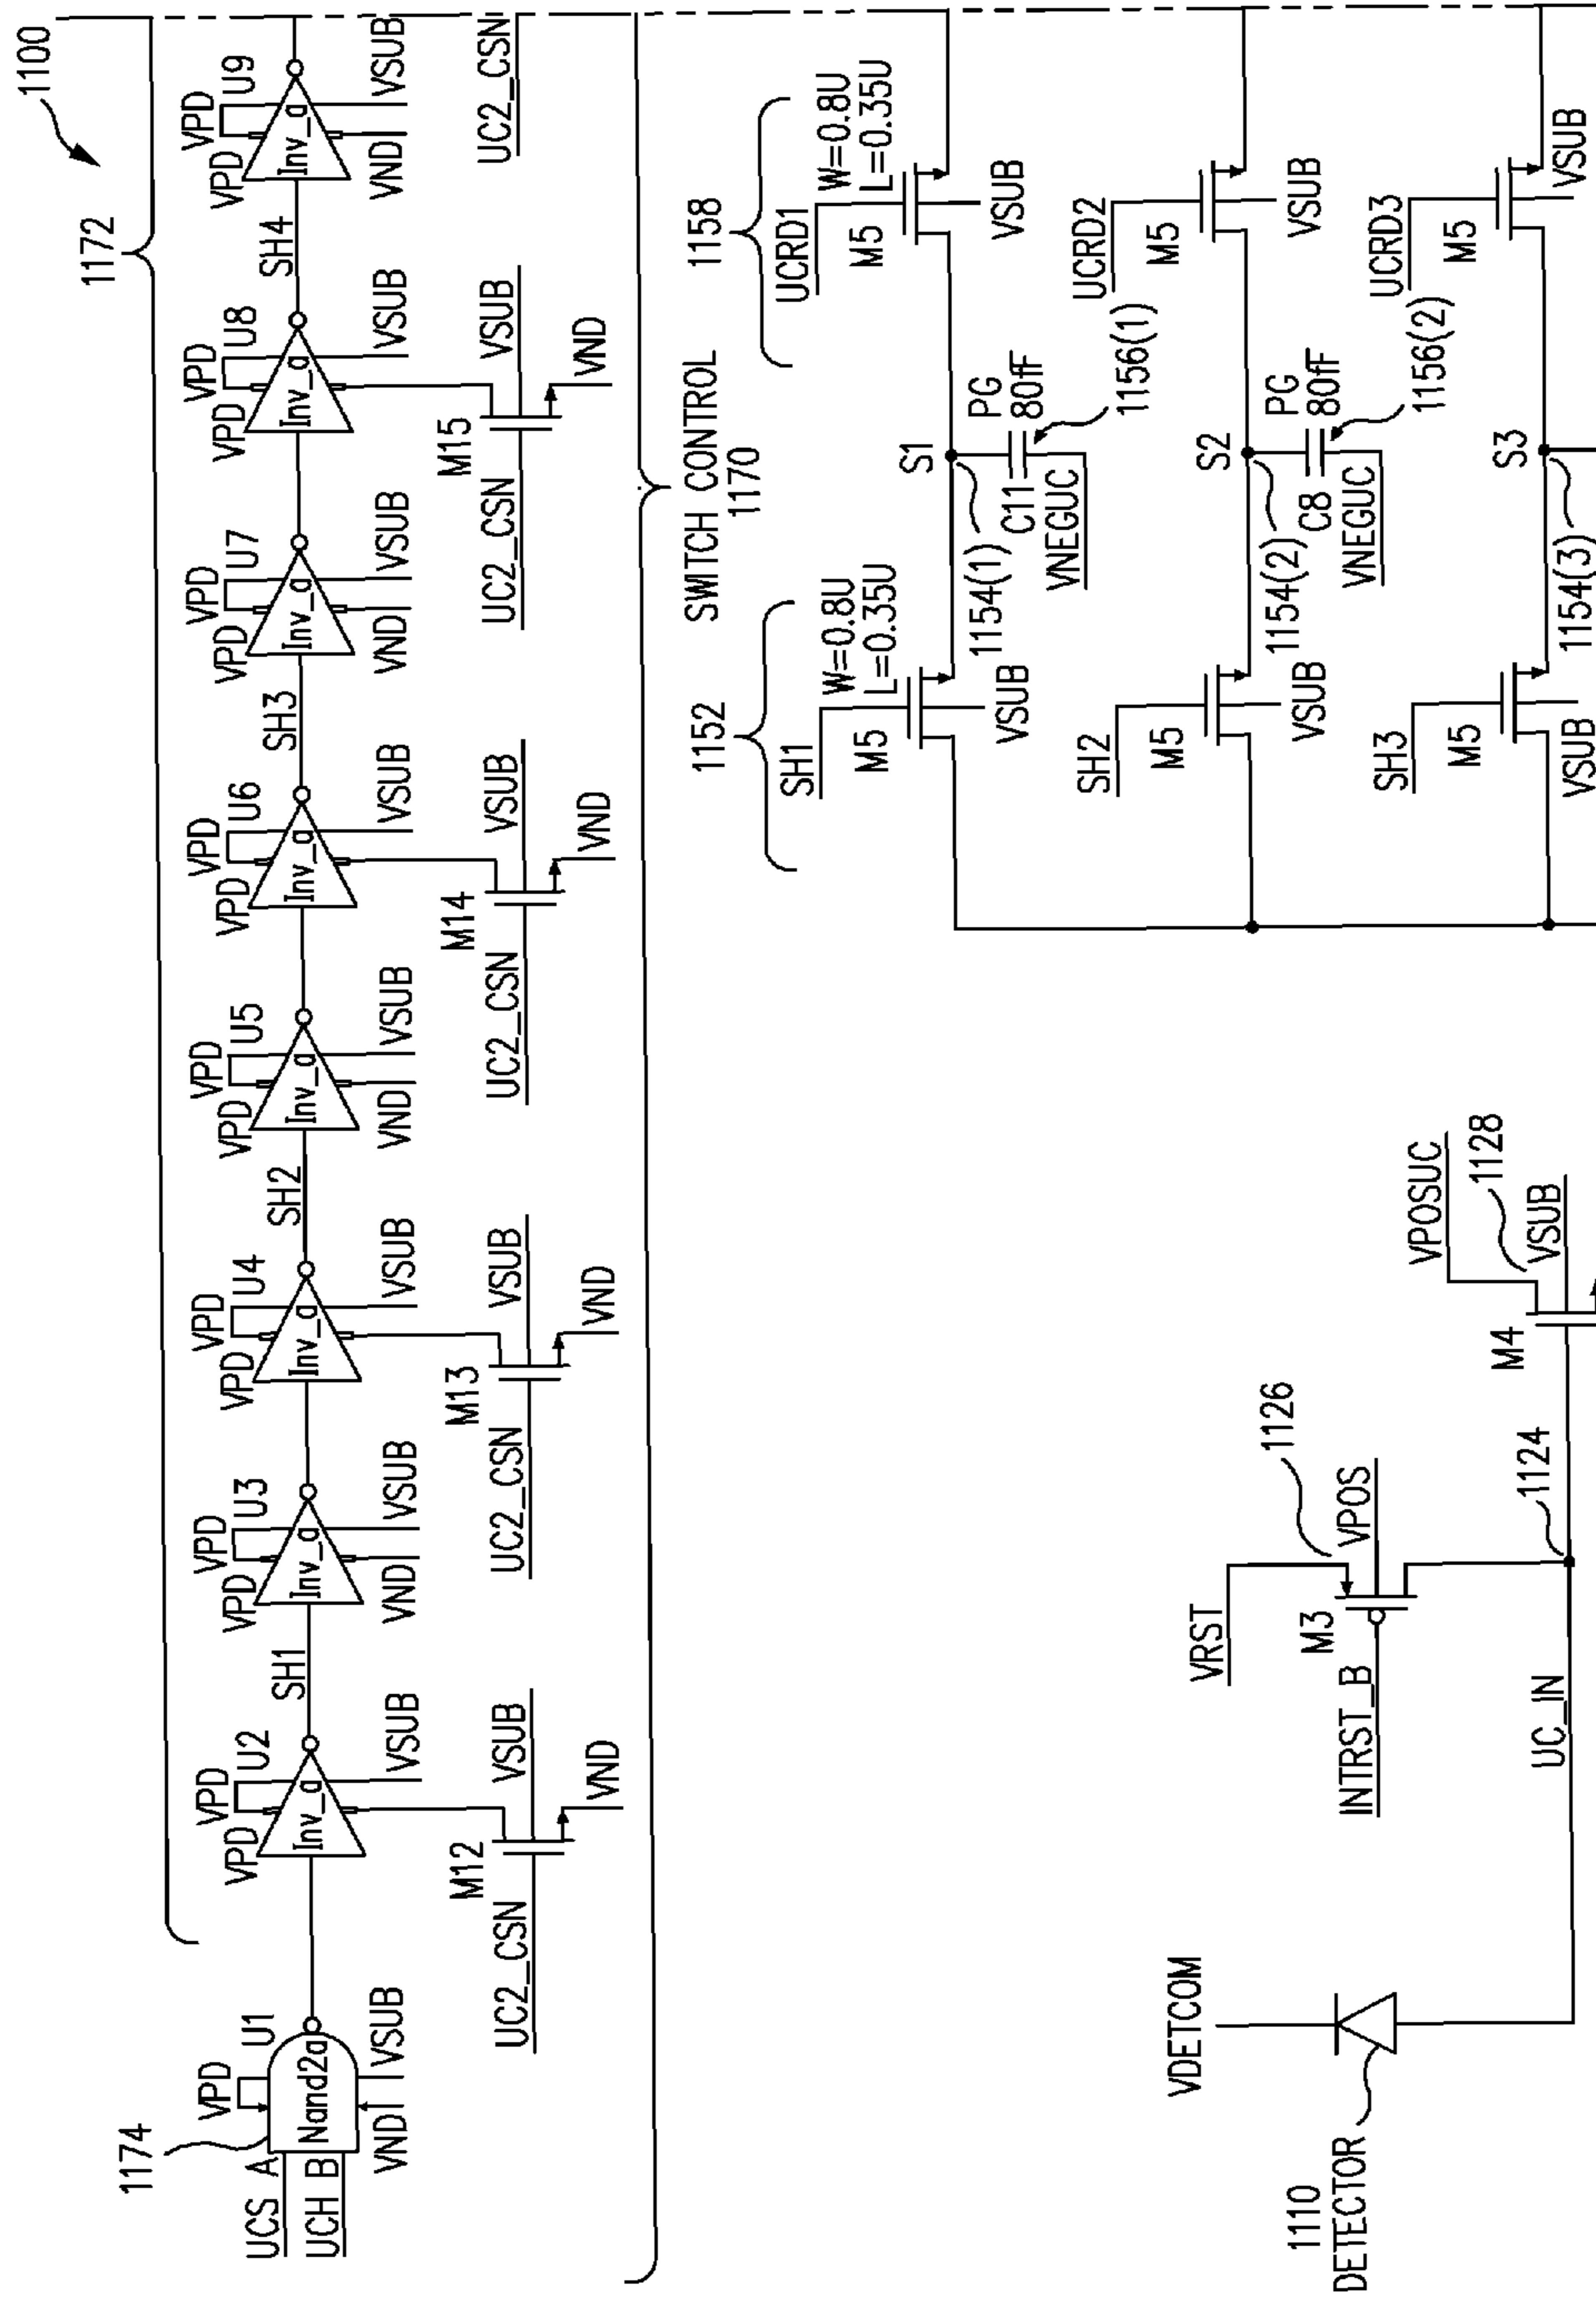 1100
1172
1174
UCS A
UCH B
VPD
U1
Nand2a
VND
VSUB
VPD
VPD
U2
Inv_a
VSUB
UC2_CSN
M12
VSUB
VND
SH1
VPD
VPD
U3
Inv_a
VND
VSUB
VPD
VPD
U4
Inv_a
VSUB
UC2_CSN
M13
VSUB
VND
SH2
VPD
VPD
U5
Inv_a
VND
VSUB
VPD
VPD
U6
Inv_a
VSUB
UC2_CSN
M14
VSUB
VND
SH3
VPD
VPD
U7
Inv_a
VND
VSUB
VPD
VPD
U8
Inv_a
VSUB
UC2_CSN
M15
VSUB
VND
SH4
VPD
VPD
U9
Inv_a
VND
VSUB
UC2_CSN
SWITCH CONTROL
1170
1152
SH1
W=0.8U
L=0.35U
M5
VSUB
1154(1)
S1
C11
PG
80fF
VNEGUC
1156(1)
1158
UCRD1
W=0.8U
L=0.35U
M5
VSUB
SH2
M5
VSUB
1154(2)
S2
C8
PG
80fF
VNEGUC
1156(2)
UCRD2
M5
VSUB
SH3
M5
VSUB
1154(3)
S3
UCRD3
M5
VSUB
VDETCOM
1110
DETECTOR
VRST
M3
INTRST_B
VPOS
1126
UC_IN
1124
VPOSUC
1128
M4
VSUB